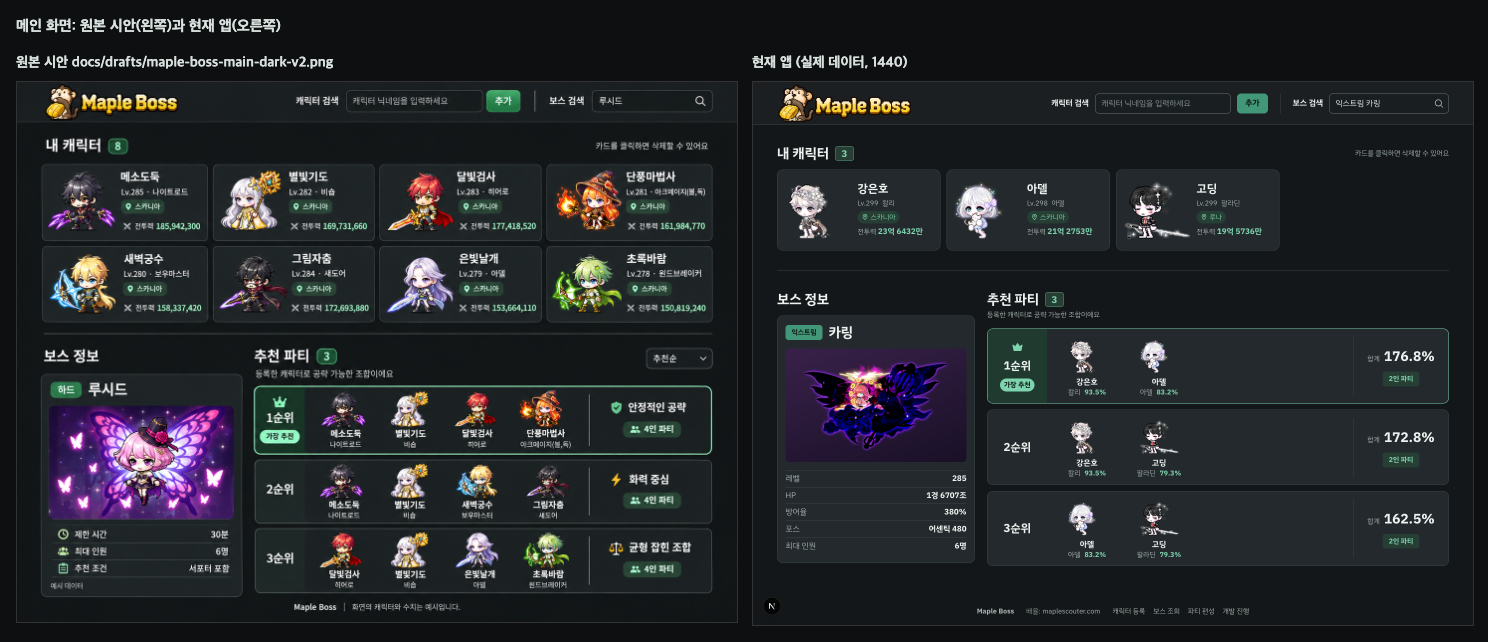 메인 화면: 원본 시안(왼쪽)과 현재 앱(오른쪽)
원본 시안 docs/drafts/maple-boss-main-dark-v2.png
Maple Boss
캐릭터 검색
캐릭터 닉네임을 입력하세요
추가
보스 검색
루시드
내 캐릭터 8
카드를 클릭하면 삭제할 수 있어요
메소도둑
Lv.285 · 나이트로드
스카니아
전투력 185,942,300
별빛기도
Lv.282 · 비숍
스카니아
전투력 169,731,660
달빛검사
Lv.283 · 히어로
스카니아
전투력 177,418,520
단풍마법사
Lv.281 · 아크메이지(불,독)
스카니아
전투력 161,984,770
새벽궁수
Lv.280 · 보우마스터
스카니아
전투력 158,337,420
그림자춤
Lv.284 · 섀도어
스카니아
전투력 172,693,880
은빛날개
Lv.279 · 아델
스카니아
전투력 153,664,110
초록바람
Lv.278 · 윈드브레이커
스카니아
전투력 150,819,240
보스 정보
하드 루시드
제한 시간 30분
최대 인원 6명
추천 조건 서포터 포함
예시 데이터
추천 파티 3
등록한 캐릭터로 공략 가능한 조합이에요
추천순
1순위
가장 추천
메소도둑
나이트로드
별빛기도
비숍
달빛검사
히어로
단풍마법사
아크메이지(불,독)
안정적인 공략
4인 파티
2순위
메소도둑
나이트로드
별빛기도
비숍
새벽궁수
보우마스터
그림자춤
섀도어
화력 중심
4인 파티
3순위
달빛검사
히어로
별빛기도
비숍
은빛날개
아델
초록바람
윈드브레이커
균형 잡힌 조합
4인 파티
Maple Boss | 화면의 캐릭터와 수치는 예시입니다.
현재 앱 (실제 데이터, 1440)
Maple Boss
캐릭터 검색
캐릭터 닉네임을 입력하세요
추가
보스 검색
익스트림 카링
내 캐릭터 3
카드를 클릭하면 삭제할 수 있어요
강은호
Lv.299 칼리
스카니아
전투력 23억 6432만
아델
Lv.298 아델
스카니아
전투력 21억 2753만
고딩
Lv.299 팔라딘
루나
전투력 19억 5736만
보스 정보
익스트림 카링
레벨 285
HP 1경 6707조
방어율 380%
포스 어센틱 480
최대 인원 6명
추천 파티 3
등록한 캐릭터로 공략 가능한 조합이에요
1순위
가장 추천
강은호
칼리 93.5%
아델
아델 83.2%
합계 176.8%
2인 파티
2순위
강은호
칼리 93.5%
고딩
팔라딘 79.3%
합계 172.8%
2인 파티
3순위
아델
아델 83.2%
고딩
팔라딘 79.3%
합계 162.5%
2인 파티
N
Maple Boss 배율: maplescouter.com 캐릭터 등록 보스 조회 파티 편성 개발 진행